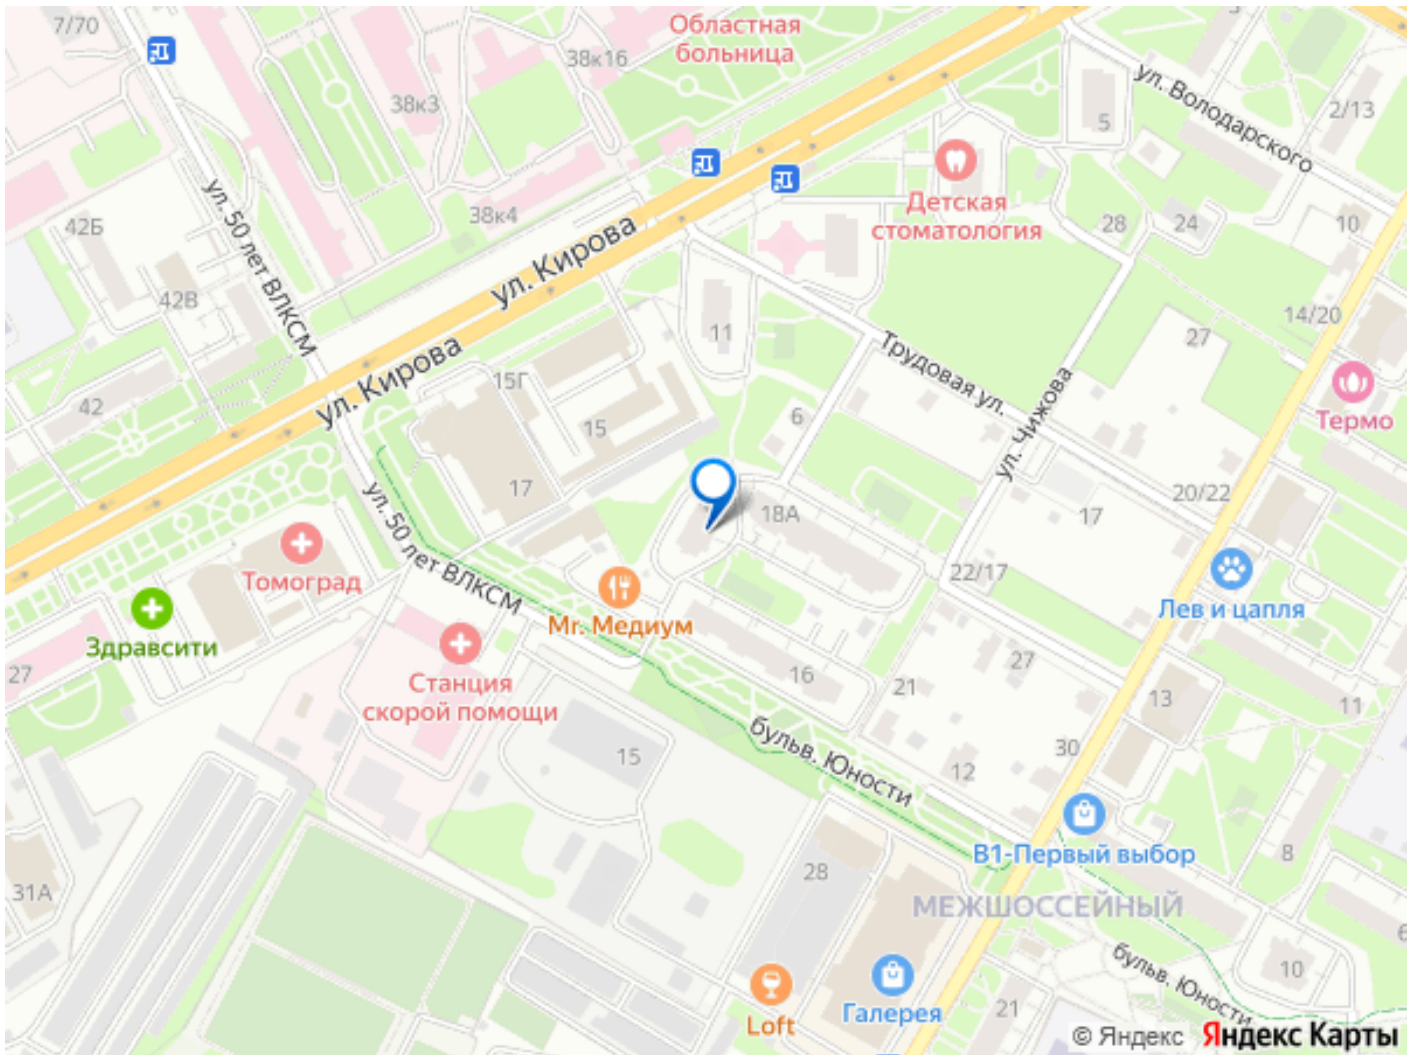 7/70
Областная
больница
38к16
38к3
ул. Володарского
2/13
5
ул. 50 лет ВЛКСМ
38к4
Детская
стоматология
42Б
ул. Кирова
28
24
10
42В
11
14/20
27
ул. Кирова
Трудовая ул.
15Г
42
15
6
ул. Чижова
Термо
17
18А
20/22
17
ул. 50 лет ВЛКСМ
Томоград
22/17
Лев и цапля
Mr. Медиум
Здравсити
27
Станция
скорой помощи
16
21
27
13
11
бульв. Юности
15
30
12
В1-Первый выбор
28
8
31А
МЕЖШОССЕЙНЫЙ
6
бульв. Юности
10
Галерея
Loft
21
© Яндекс Яндекс Карты